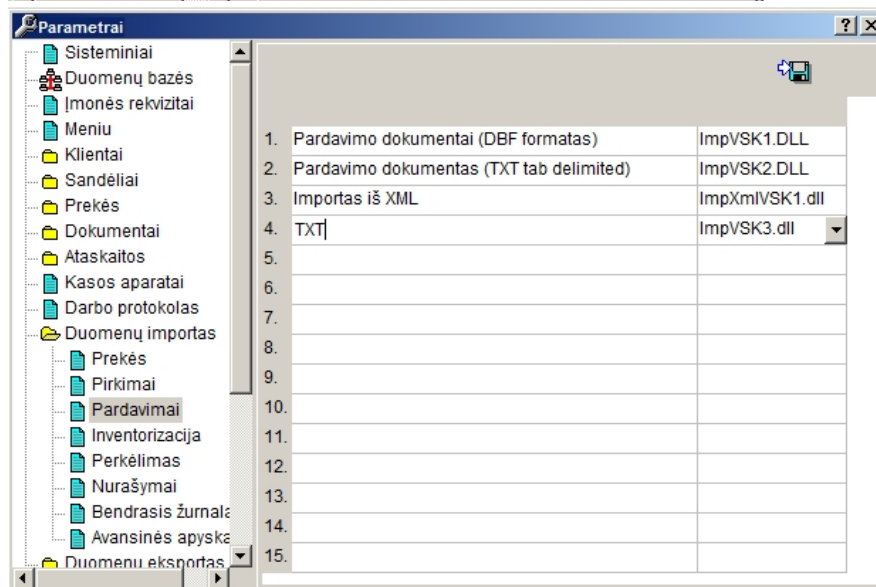 Parametrai
Sisteminiai
Duomenų bazės
Įmonės rekvizitai
Meniu
Klientai
Sandėliai
Prekės
Dokumentai
Ataskaitos
Kasos aparatai
Darbo protokolas
Duomenų importas
Prekės
Pirkimai
Pardavimai
Inventorizacija
Perkėlimas
Nurašymai
Bendrasis žurnala
Avansinės apyska
Duomenų eksportas
1. Pardavimo dokumentai (DBF formatas) ImpVSK1.DLL
2. Pardavimo dokumentas (TXT tab delimited) ImpVSK2.DLL
3. Importas iš XML ImpXmlVSK1.dll
4. TXT ImpVSK3.dll
5.
6.
7.
8.
9.
10.
11.
12.
13.
14.
15.